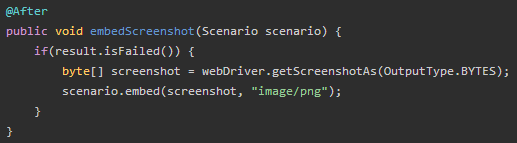 @After
public void embedScreenshot(Scenario scenario) {
if(result.isFailed()) {
byte[] screenshot = webDriver.getScreenshotAs(OutputType.BYTES);
scenario.embed(screenshot, "image/png");
}
}